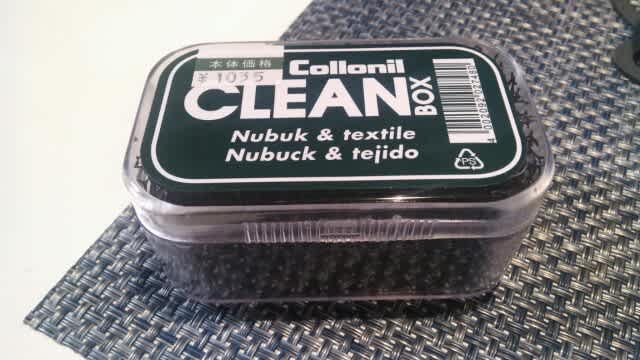 本体価格
¥1035
Collonil
CLEAN
BOX
Nubuk & textile
Nubuck & tejido
PS